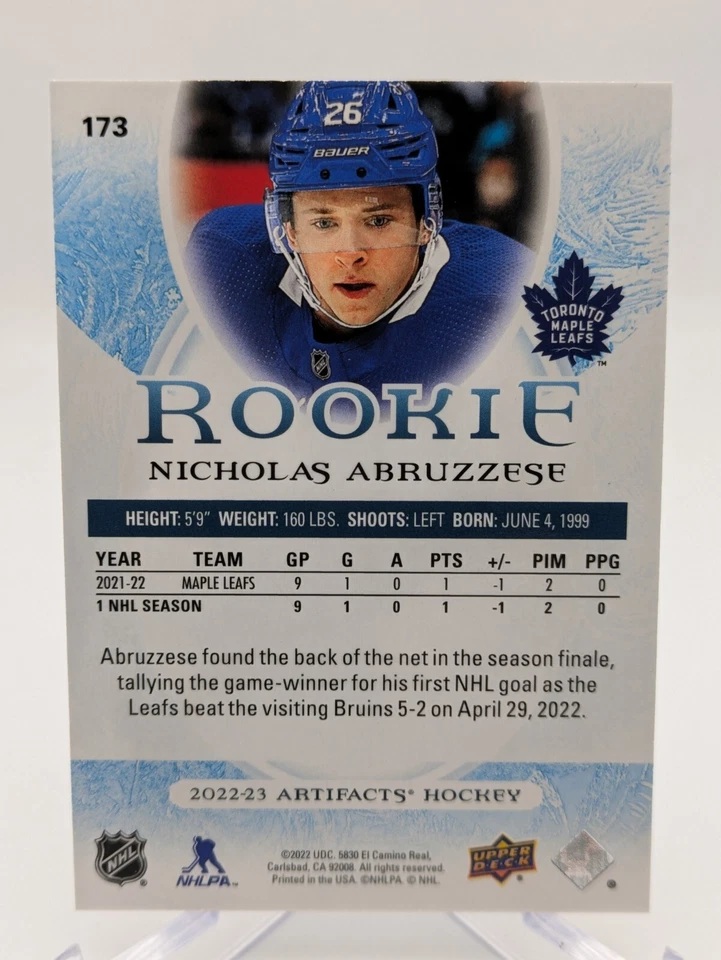 173
26
BAUER
TORONTO
MAPLE
LEAFS
™
ROOKIE
NICHOLAS ABRUZZESE
HEIGHT: 5'9" WEIGHT: 160 LBS. SHOOTS: LEFT BORN: JUNE 4, 1999
YEAR TEAM GP G A PTS +/- PIM PPG
2021-22 MAPLE LEAFS 9 1 0 1 -1 2 0
1 NHL SEASON 9 1 0 1 -1 2 0
Abruzzese found the back of the net in the season finale,
tallying the game-winner for his first NHL goal as the
Leafs beat the visiting Bruins 5-2 on April 29, 2022.
2022-23 ARTIFACTS® HOCKEY
NHL ®
NHLPA™
©2022 UDC. 5830 El Camino Real,
Carlsbad, CA 92008. All rights reserved.
Printed in the USA. ©NHLPA. © NHL.
UPPER
DECK ®
®